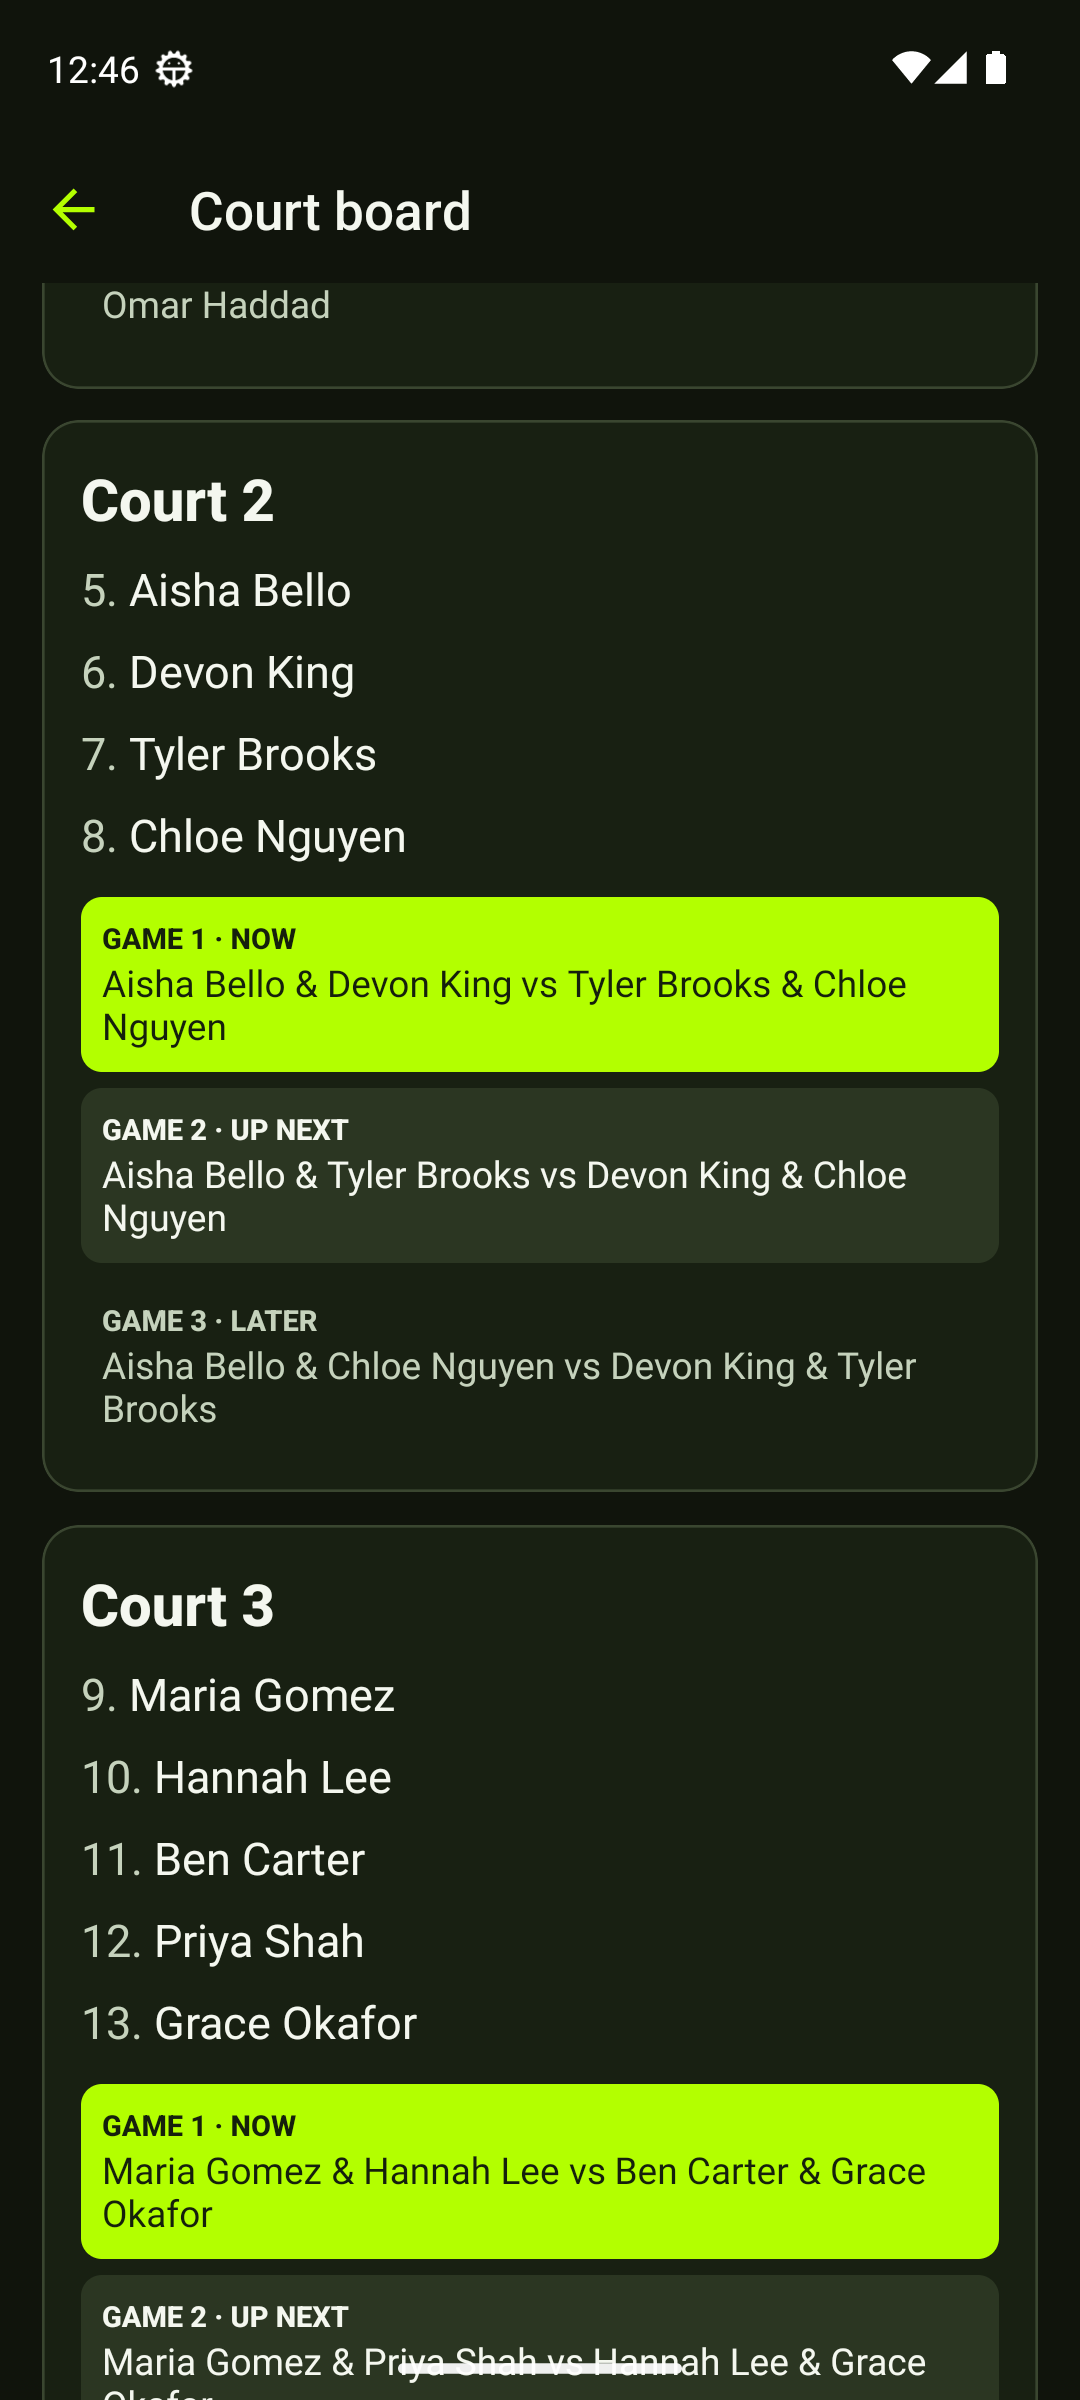 12:46
Court board
Omar Haddad
Court 2
5. Aisha Bello
6. Devon King
7. Tyler Brooks
8. Chloe Nguyen
GAME 1 · NOW
Aisha Bello & Devon King vs Tyler Brooks & Chloe
Nguyen
GAME 2 · UP NEXT
Aisha Bello & Tyler Brooks vs Devon King & Chloe
Nguyen
GAME 3 · LATER
Aisha Bello & Chloe Nguyen vs Devon King & Tyler
Brooks
Court 3
9. Maria Gomez
10. Hannah Lee
11. Ben Carter
12. Priya Shah
13. Grace Okafor
GAME 1 · NOW
Maria Gomez & Hannah Lee vs Ben Carter & Grace
Okafor
GAME 2 · UP NEXT
Maria Gomez & Priya Shah vs Hannah Lee & Grace
Okafor